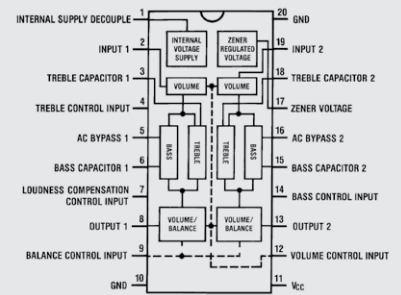 INTERNAL SUPPLY DECOUPLE 1
20 GND
INTERNAL VOLTAGE SUPPLY
ZENER REGULATED VOLTAGE
INPUT 1 2
19 INPUT 2
TREBLE CAPACITOR 1 3
VOLUME
VOLUME
18 TREBLE CAPACITOR 2
TREBLE CONTROL INPUT 4
17 ZENER VOLTAGE
AC BYPASS 1 5
BASS
TREBLE
TREBLE
BASS
16 AC BYPASS 2
BASS CAPACITOR 1 6
15 BASS CAPACITOR 2
LOUDNESS COMPENSATION
CONTROL INPUT 7
14 BASS CONTROL INPUT
OUTPUT 1 8
VOLUME/
BALANCE
VOLUME/
BALANCE
13 OUTPUT 2
BALANCE CONTROL INPUT 9
12 VOLUME CONTROL INPUT
GND 10
11 VCC